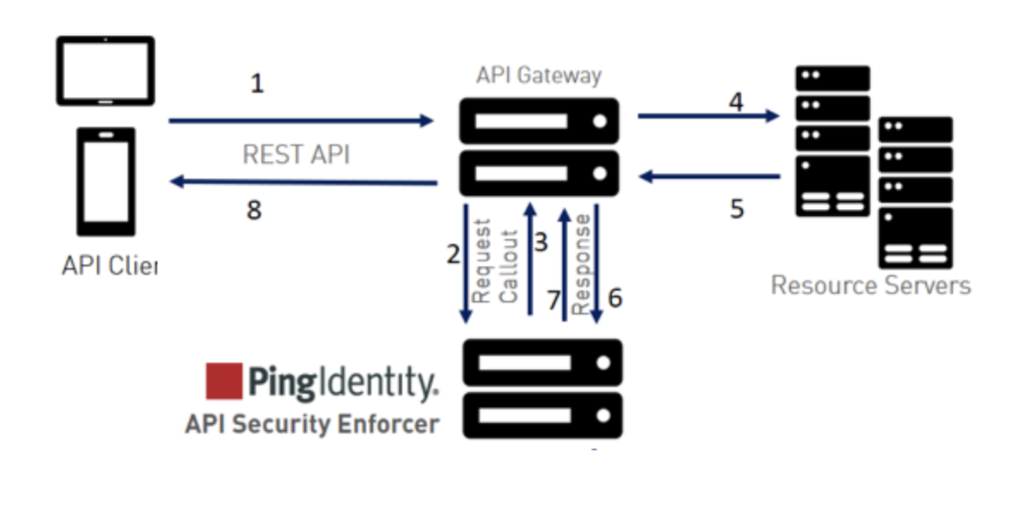 1
API Gateway
4
REST API
8
5
API Clien
2
Request
Callout
3
7
Response
6
Resource Servers
PingIdentity.
API Security Enforcer